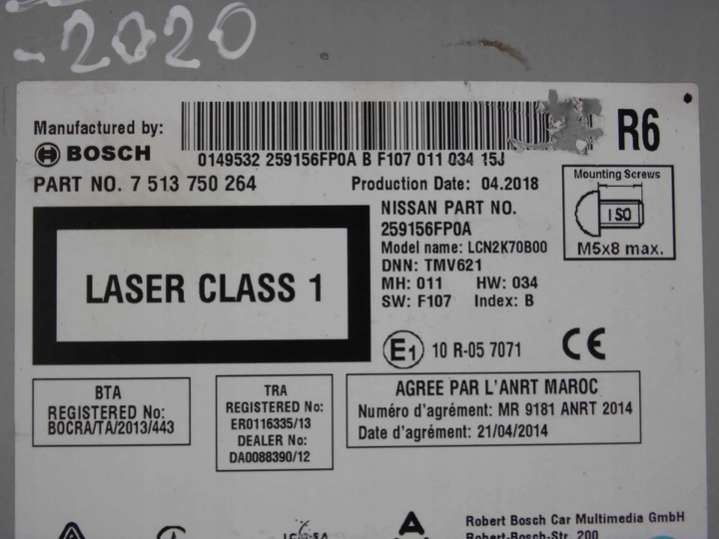 -2020
Manufactured by:
BOSCH
0149532 259156FP0A B F107 011 034 15J
R6
PART NO. 7 513 750 264
Production Date: 04.2018
Mounting Screws
ISO
M5x8 max.
NISSAN PART NO.
259156FP0A
Model name: LCN2K70B00
DNN: TMV621
MH: 011 HW: 034
SW: F107 Index: B
LASER CLASS 1
E1 10 R-05 7071
CE
BTA
REGISTERED No:
BOCRA/TA/2013/443
TRA
REGISTERED No:
ER0116335/13
DEALER No:
DA0088390/12
AGREE PAR L'ANRT MAROC
Numéro d'agrément: MR 9181 ANRT 2014
Date d'agrément: 21/04/2014
Robert Bosch Car Multimedia GmbH
Robert-Bosch-Str. 200